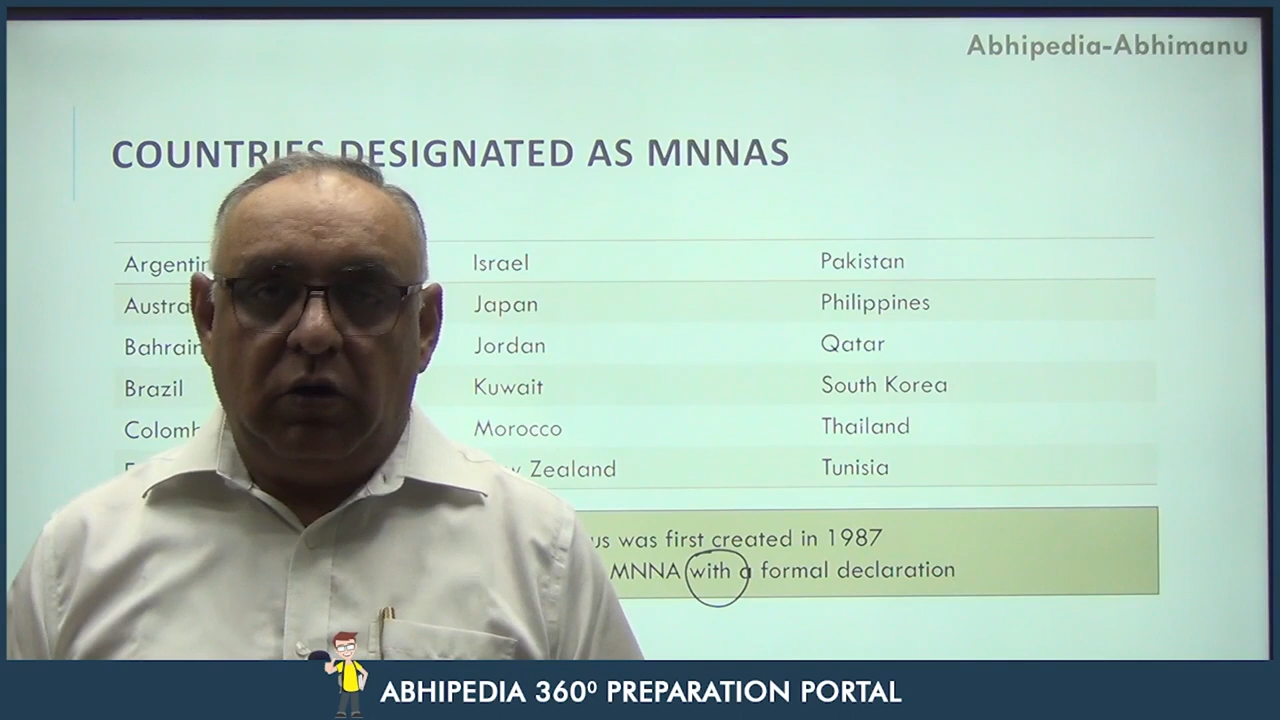 Abhipedia-Abhimanu
COUNTRIES DESIGNATED AS MNNAS
Israel Pakistan
Japan Philippines
Bahrain Jordan Qatar
Brazil Kuwait South Korea
Morocco Thailand
Zealand Tunisia
was first created in 1987
MNNA with a formal declaration
ABHIPEDIA 360⁰ PREPARATION PORTAL